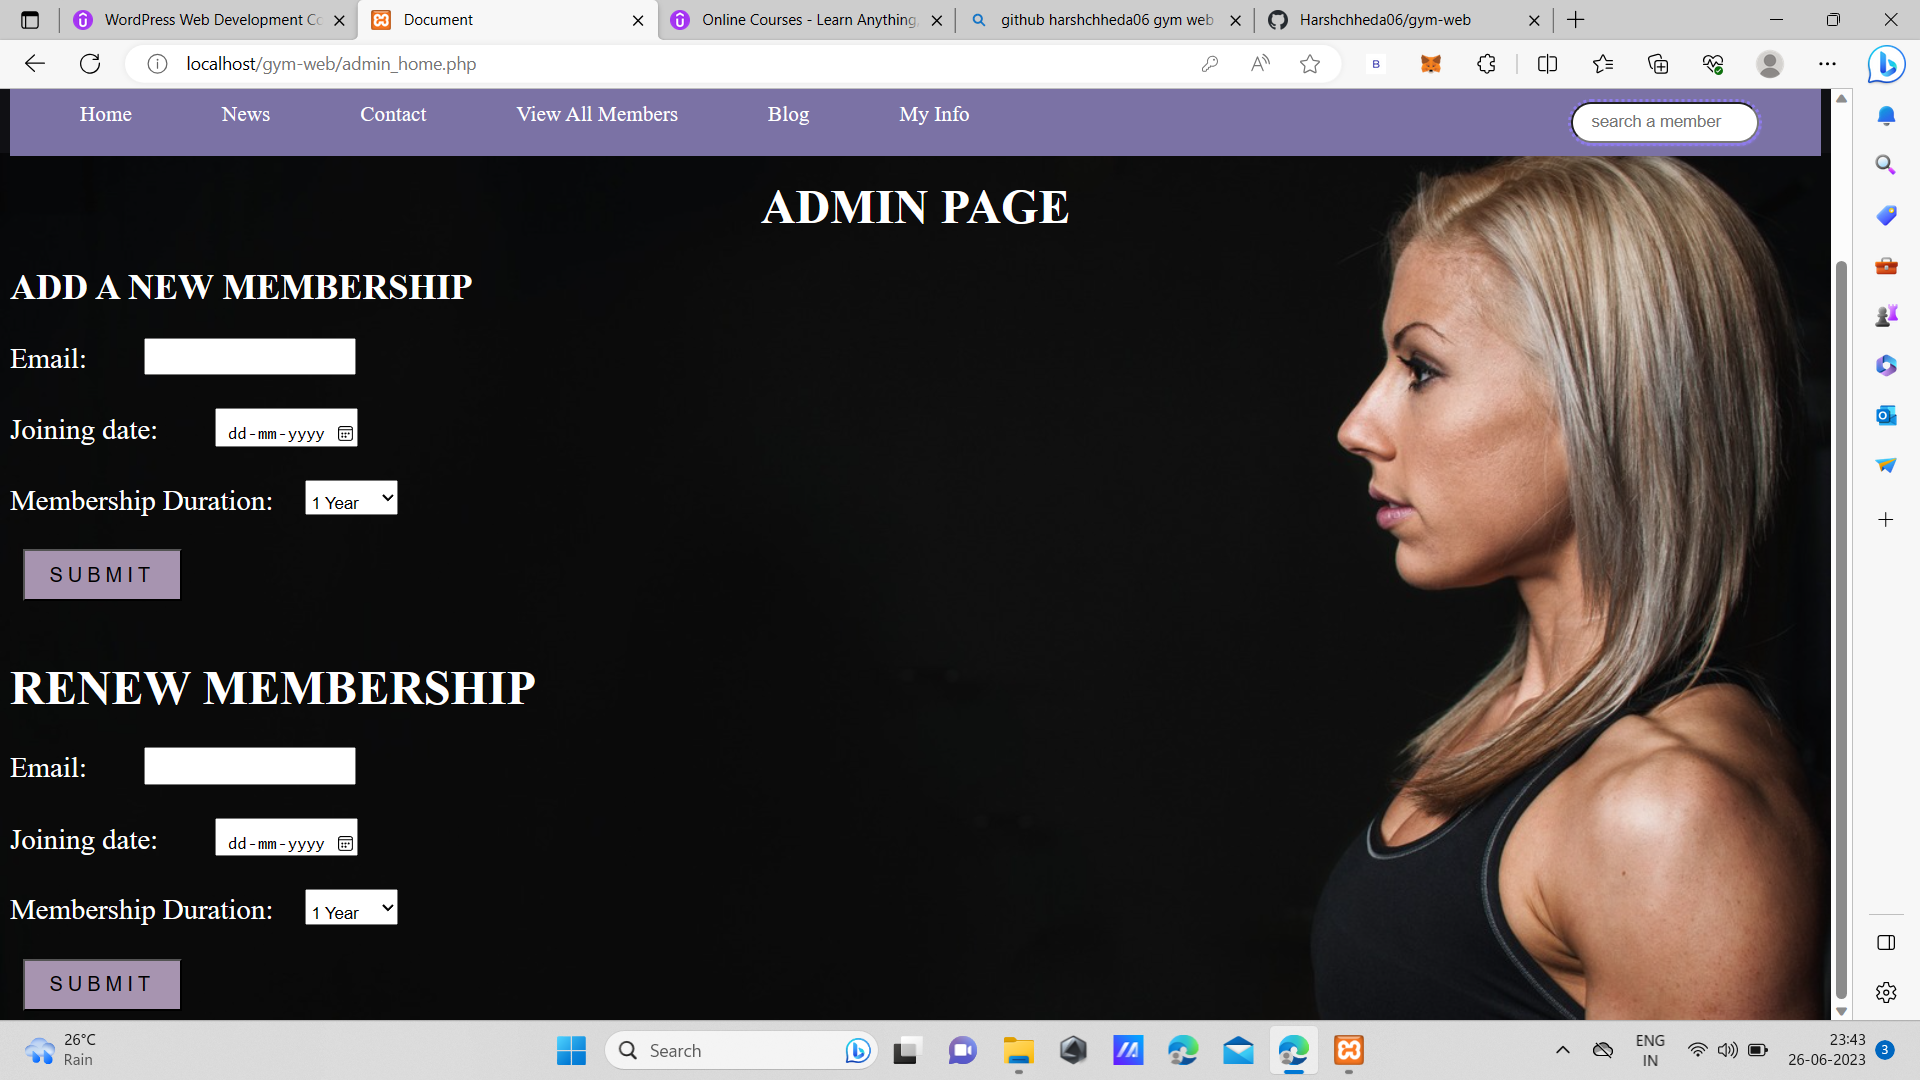 WordPress Web Development Co
Document
Online Courses - Learn Anything,
github harshchheda06 gym web
Harshchheda06/gym-web
localhost/gym-web/admin_home.php
Home
News
Contact
View All Members
Blog
My Info
search a member
ADMIN PAGE
ADD A NEW MEMBERSHIP
Email:
Joining date:
dd-mm-yyyy
Membership Duration:
1 Year
SUBMIT
RENEW MEMBERSHIP
Email:
Joining date:
dd-mm-yyyy
Membership Duration:
1 Year
SUBMIT
26°C
Rain
Search
ENG
IN
23:43
26-06-2023
3